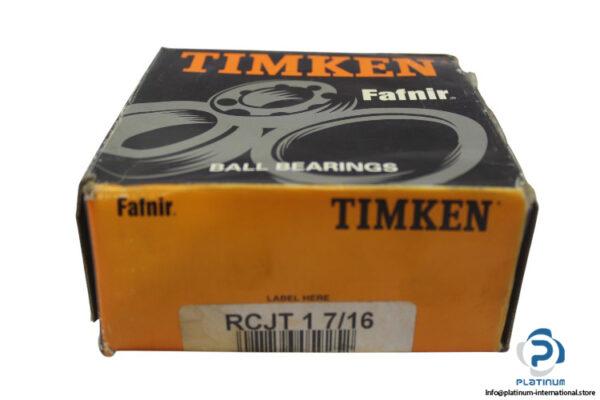 TIMKEN
Fafnir
BALL BEARINGS
Fafnir.
TIMKEN
LABEL HERE
RCJT 1 7/16
PLATINUM
Info@platinum-international.store